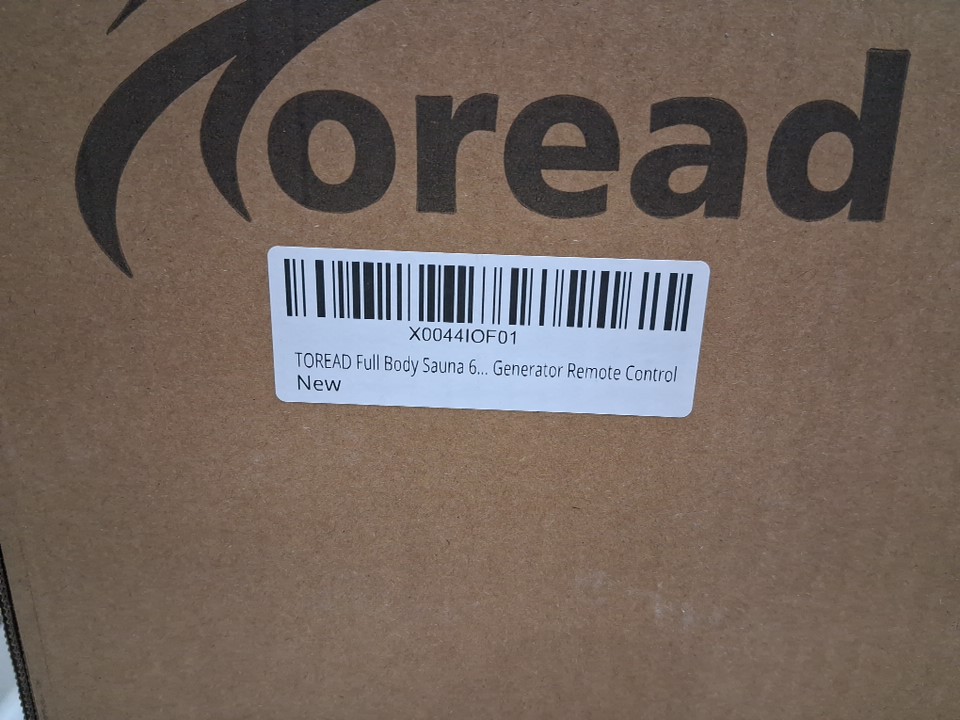 Toread
X0044IOF01
TOREAD Full Body Sauna 6... Generator Remote Control
New